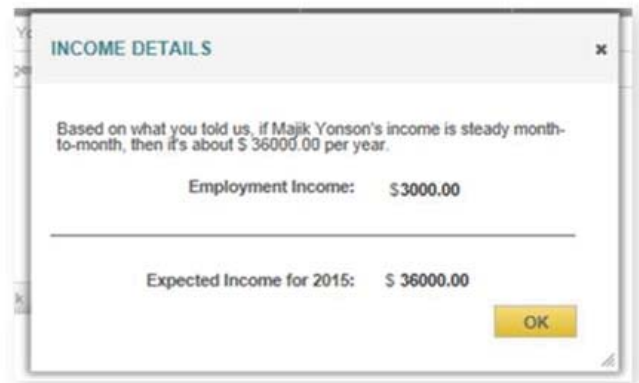 INCOME DETAILS
Based on what you told us, if Majik Yonson's income is steady month-
to-month, then it's about $ 36000.00 per year.
Employment Income: $3000.00
Expected Income for 2015: $ 36000.00
OK